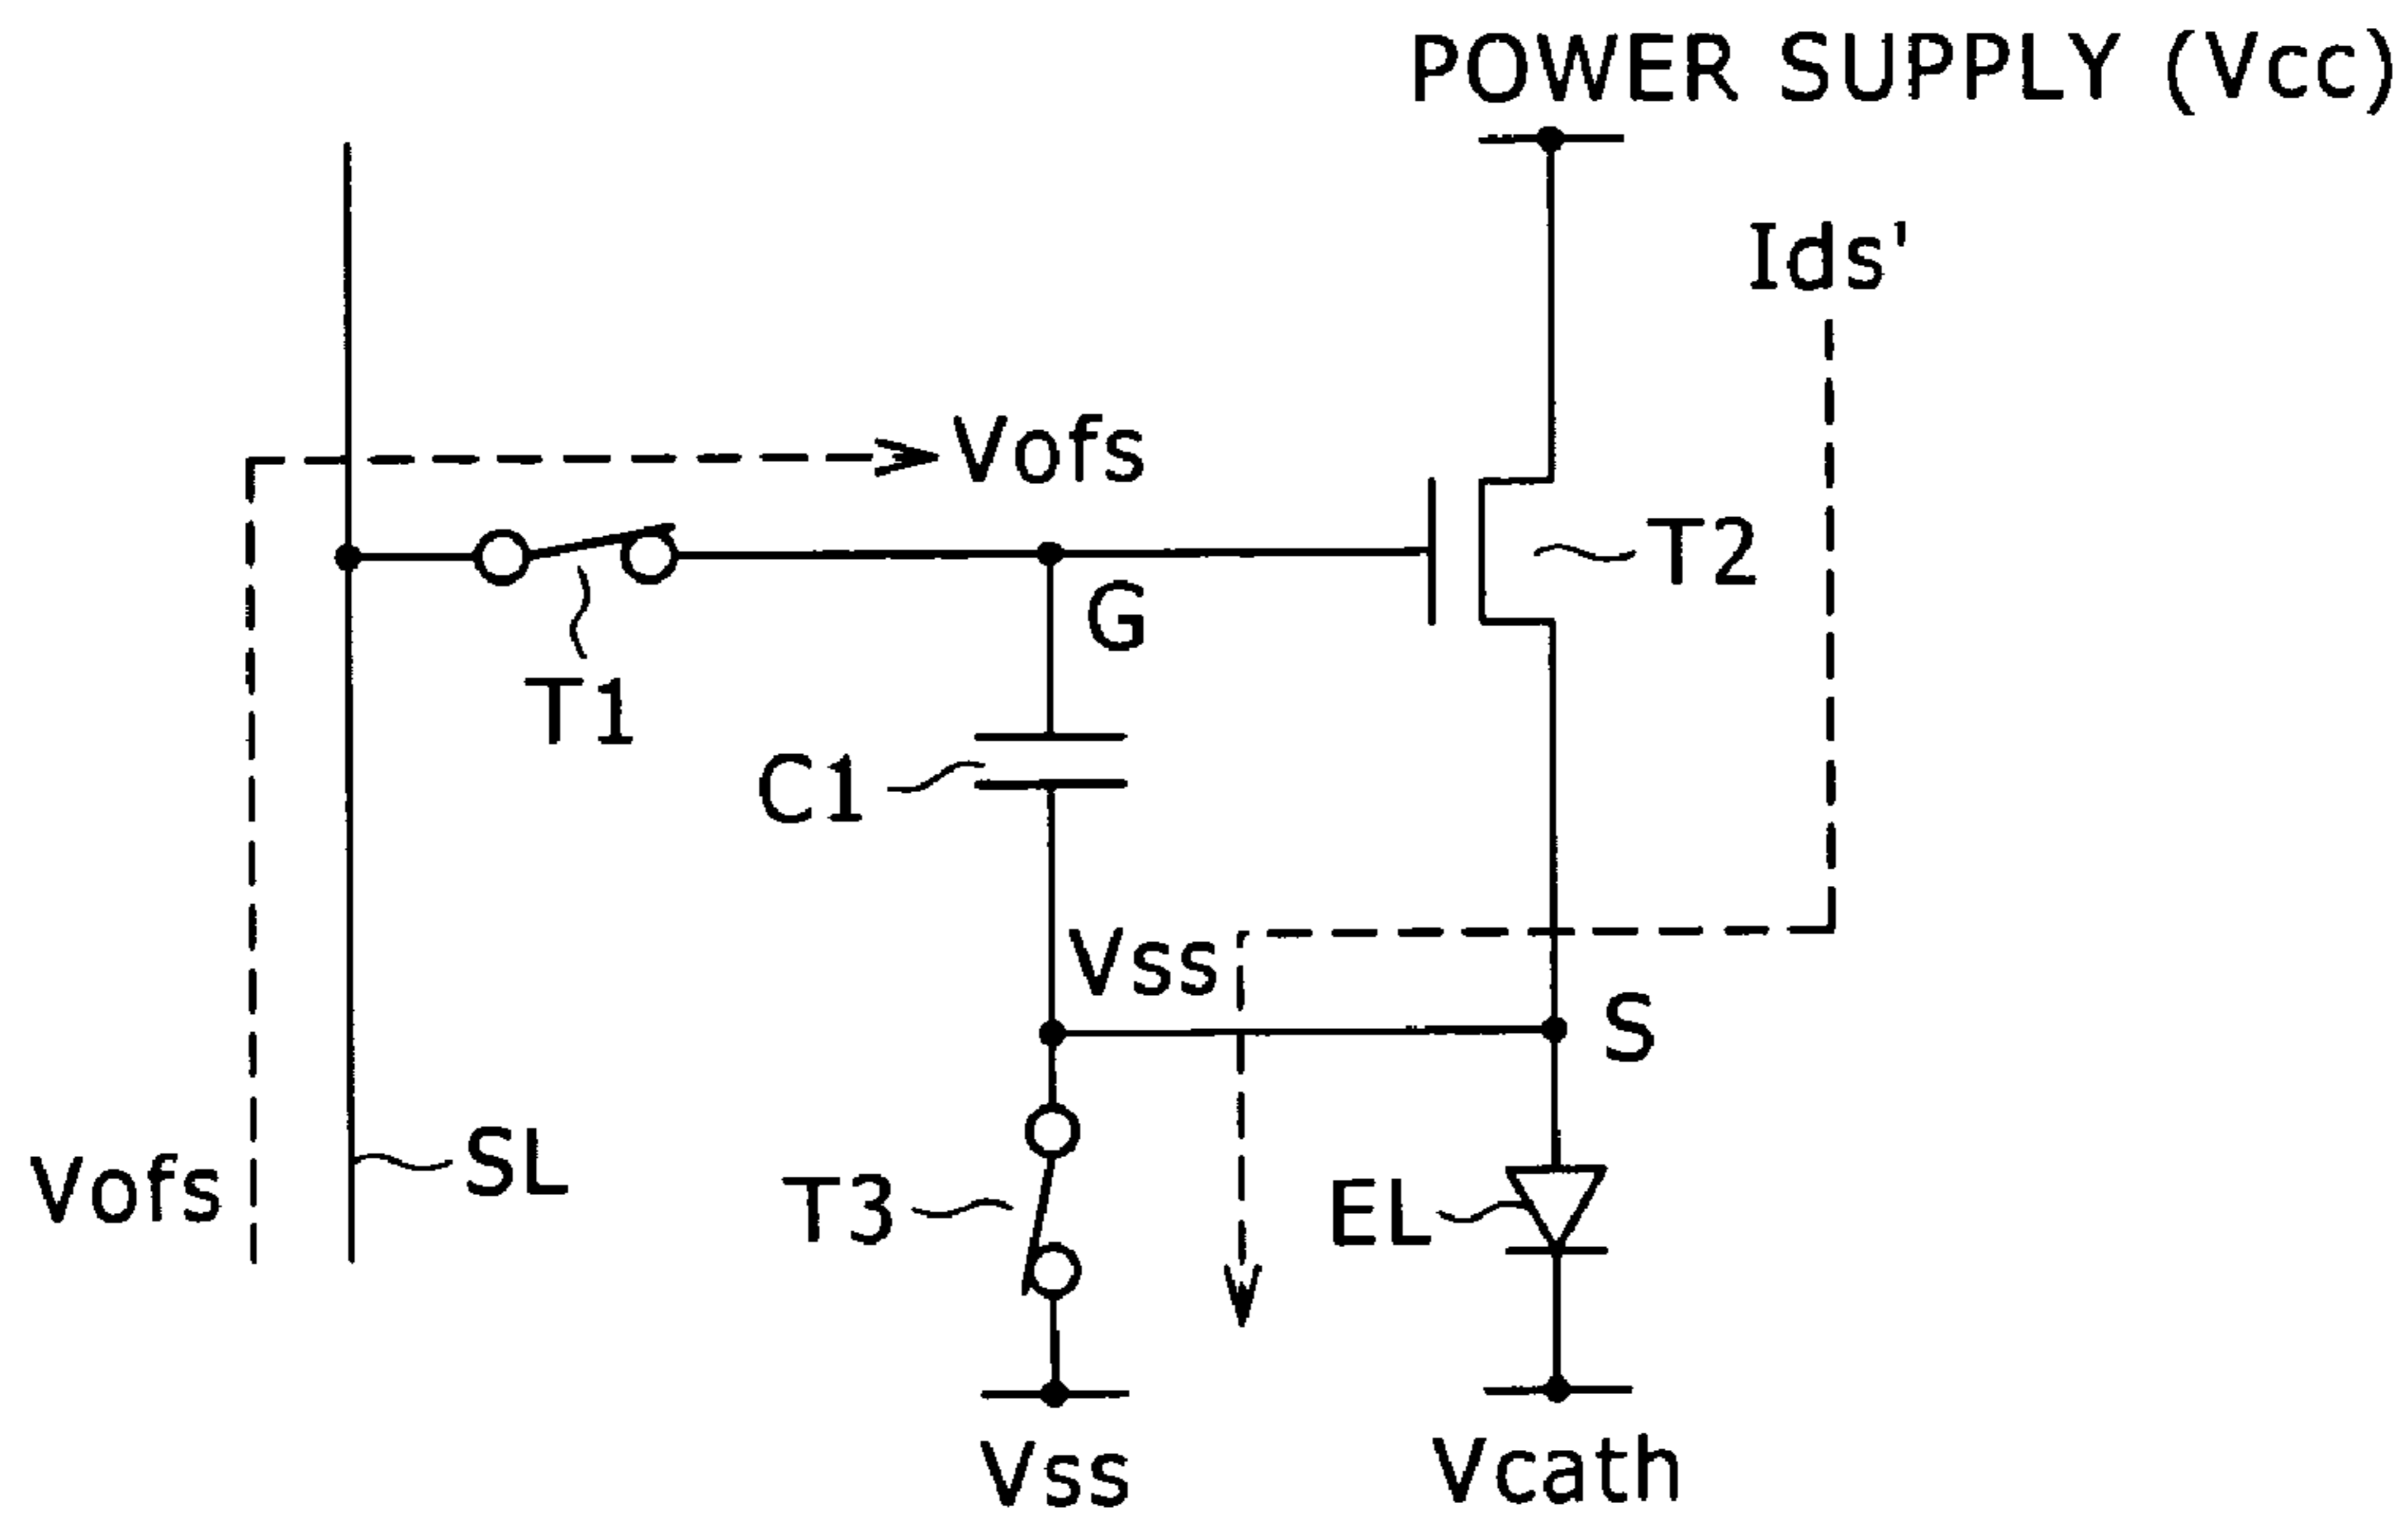 POWER SUPPLY (Vcc)
Ids'
Vofs
T2
G
T1
C1
Vss
S
SL
Vofs
T3
EL
Vss
Vcath